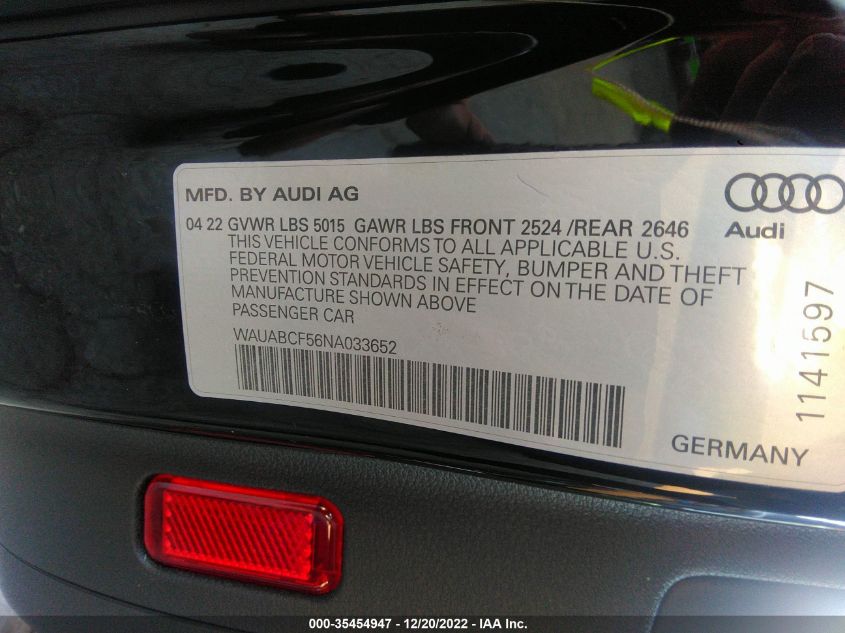 MFD. BY AUDI AG
04 22 GVWR LBS 5015 GAWR LBS FRONT 2524 /REAR 2646
THIS VEHICLE CONFORMS TO ALL APPLICABLE U.S.
FEDERAL MOTOR VEHICLE SAFETY, BUMPER AND THEFT
PREVENTION STANDARDS IN EFFECT ON THE DATE OF
MANUFACTURE SHOWN ABOVE
PASSENGER CAR
WAUABCF56NA033652
Audi
1141597
GERMANY
000-35454947 / 12/20/2022 - IAA Inc.